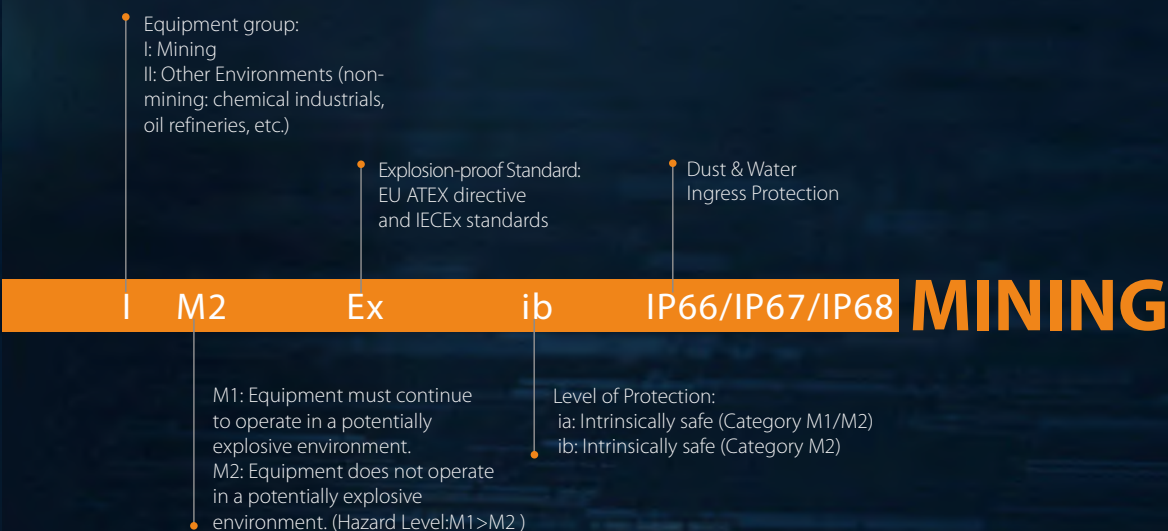 Equipment group:
I: Mining
II: Other Environments (non-
mining: chemical industrials,
oil refineries, etc.)
Explosion-proof Standard:
EU ATEX directive
and IECEx standards
Dust & Water
Ingress Protection
I M2 Ex ib IP66/IP67/IP68 MINING
M1: Equipment must continue
to operate in a potentially
explosive environment.
M2: Equipment does not operate
in a potentially explosive
environment. (Hazard Level:M1>M2 )
Level of Protection:
ia: Intrinsically safe (Category M1/M2)
ib: Intrinsically safe (Category M2)